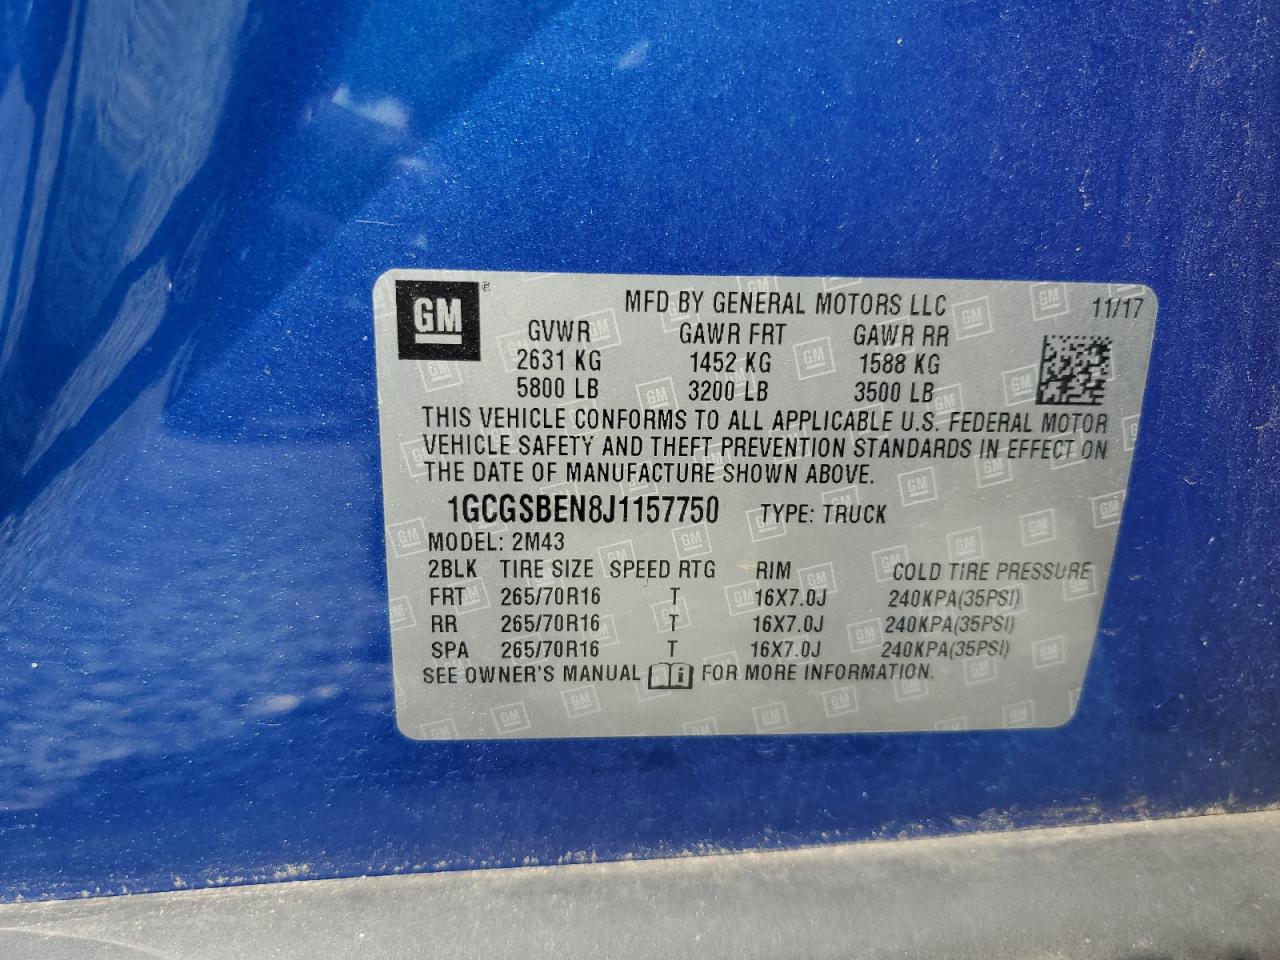 GM ® MFD BY GENERAL MOTORS LLC 11/17
GVWR GAWR FRT GAWR RR
2631 KG 1452 KG 1588 KG
5800 LB 3200 LB 3500 LB
THIS VEHICLE CONFORMS TO ALL APPLICABLE U.S. FEDERAL MOTOR
VEHICLE SAFETY AND THEFT PREVENTION STANDARDS IN EFFECT ON
THE DATE OF MANUFACTURE SHOWN ABOVE.
1GCGSBEN8J1157750 TYPE: TRUCK
MODEL: 2M43
2BLK TIRE SIZE SPEED RTG RIM COLD TIRE PRESSURE
FRT 265/70R16 T 16X7.0J 240KPA(35PSI)
RR 265/70R16 T 16X7.0J 240KPA(35PSI)
SPA 265/70R16 T 16X7.0J 240KPA(35PSI)
SEE OWNER'S MANUAL i FOR MORE INFORMATION.